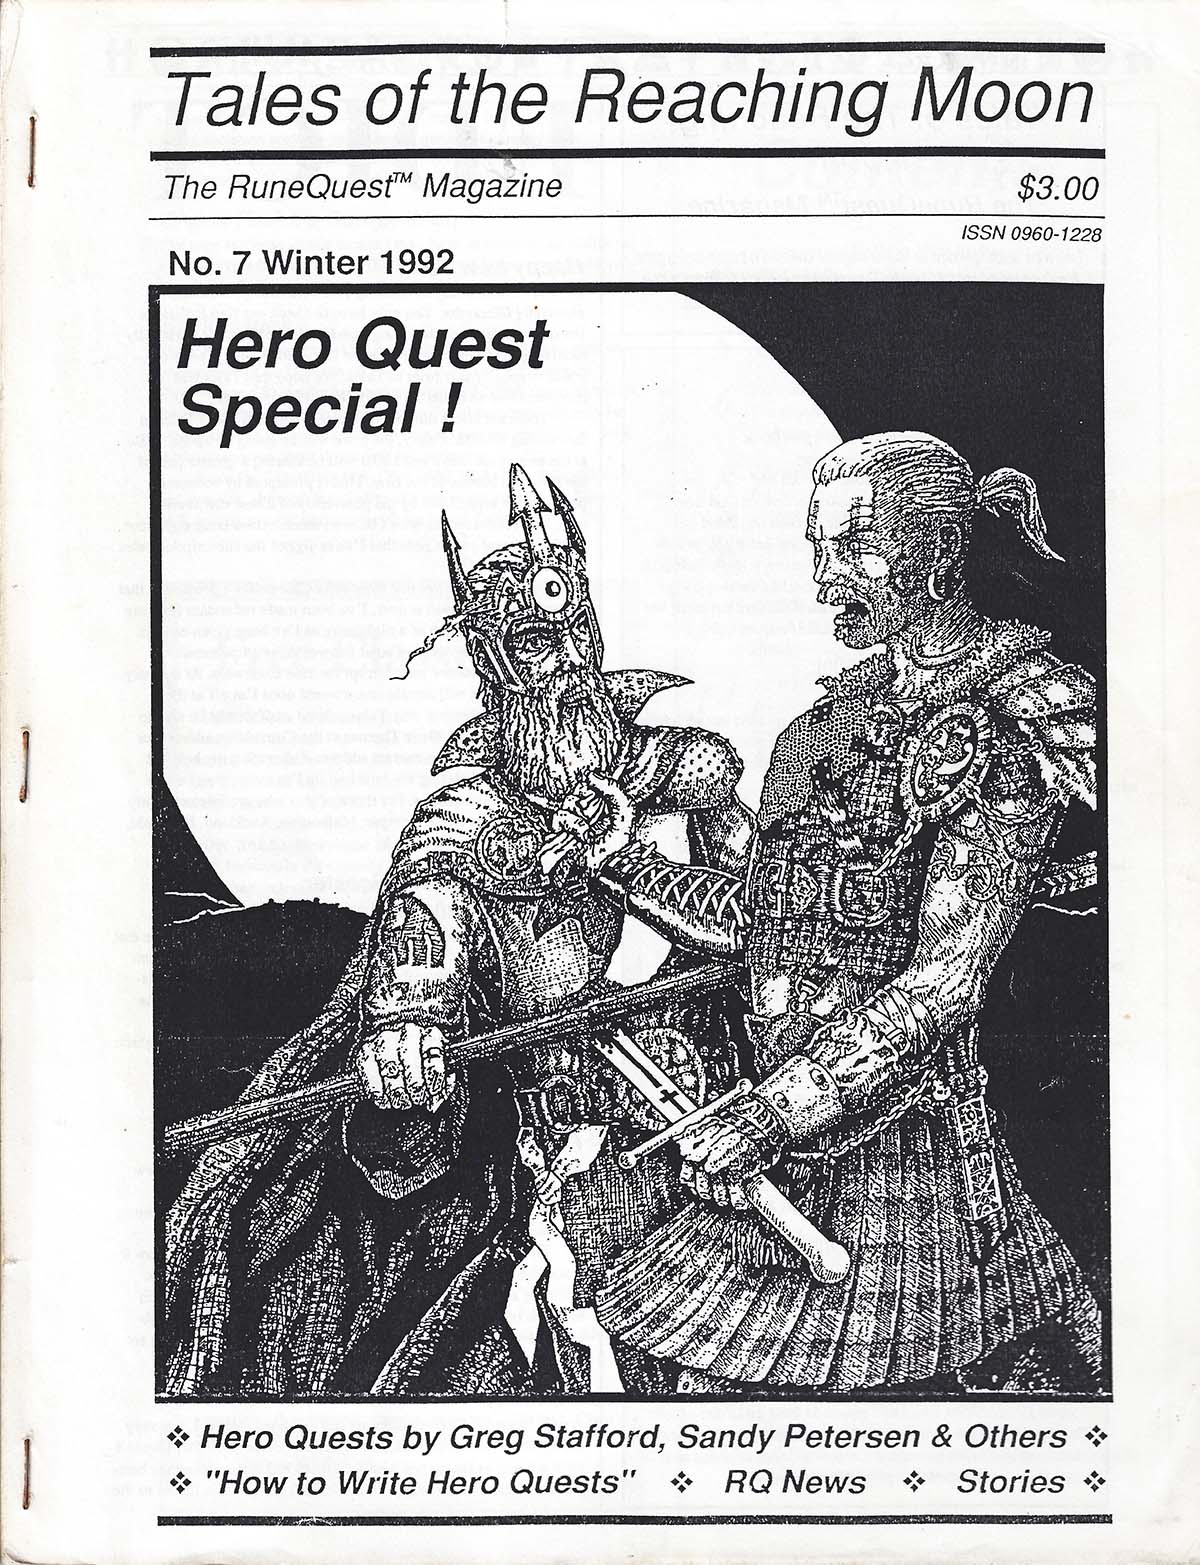 Tales of the Reaching Moon
The RuneQuest™ Magazine $3.00
ISSN 0960-1228
No. 7 Winter 1992
Hero Quest
Special !
❖ Hero Quests by Greg Stafford, Sandy Petersen & Others ❖
❖ "How to Write Hero Quests" ❖ RQ News ❖ Stories ❖